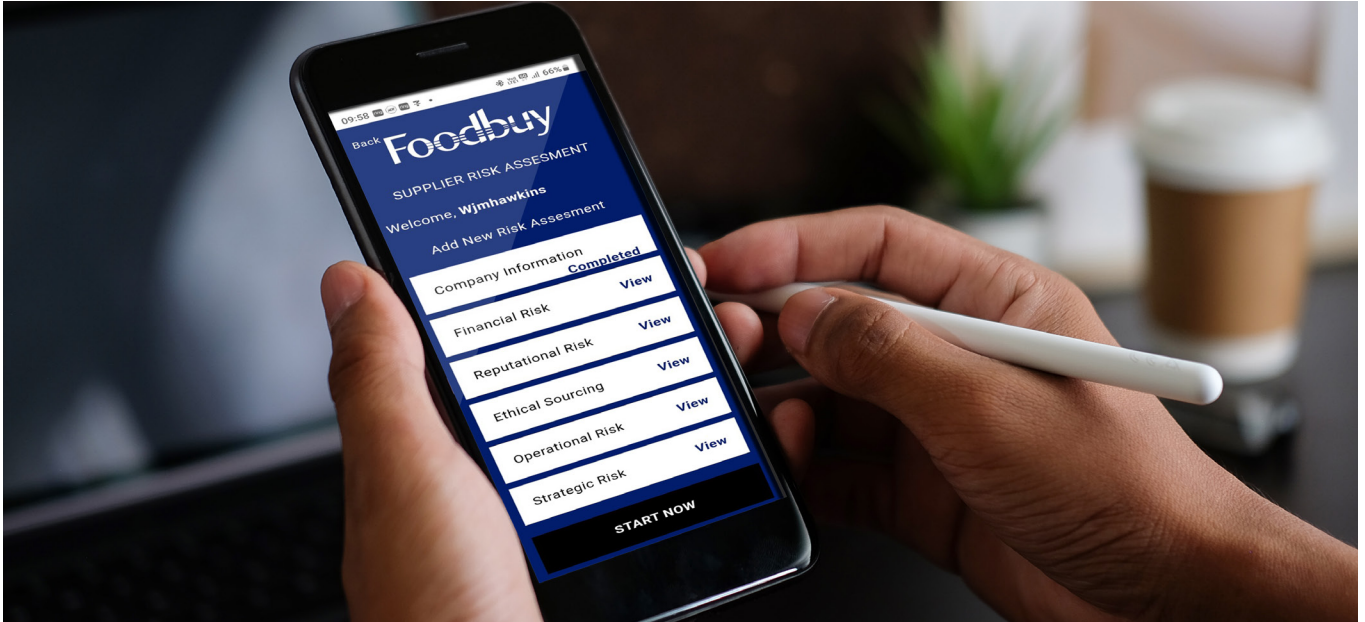 09:58
66%
Back
Foodbuy
SUPPLIER RISK ASSESMENT
Welcome, Wjmhawkins
Add New Risk Assesment
Company Information
Completed
Financial Risk View
Reputational Risk View
Ethical Sourcing View
Operational Risk View
Strategic Risk View
START NOW